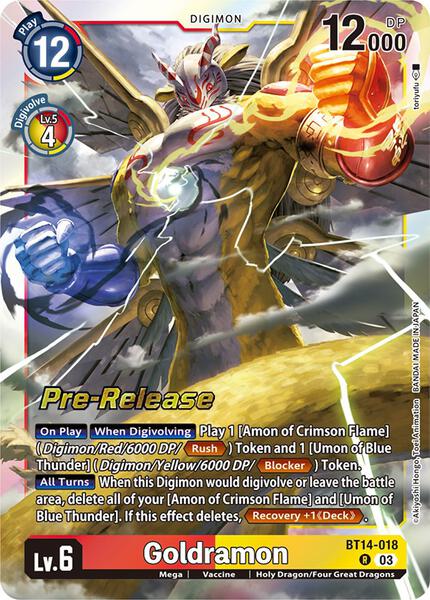 DIGIMON
Play
12
DP
12000
Digivolve
Lv.5
4
toriyufu
Pre-Release
On Play When Digivolving Play 1 [Amon of Crimson Flame]
(Digimon/Red/6000 DP/ Rush ) Token and 1 [Umon of Blue
Thunder] (Digimon/Yellow/6000 DP/ Blocker ) Token.
All Turns When this Digimon would digivolve or leave the battle
area, delete all of your [Amon of Crimson Flame] and [Umon of
Blue Thunder]. If this effect deletes, Recovery +1《Deck》.
©Akiyoshi Hongo, Toei Animation
BANDAI MADE IN JAPAN
Lv.6
Goldramon
BT14-018
R 03
Mega | Vaccine | Holy Dragon/Four Great Dragons